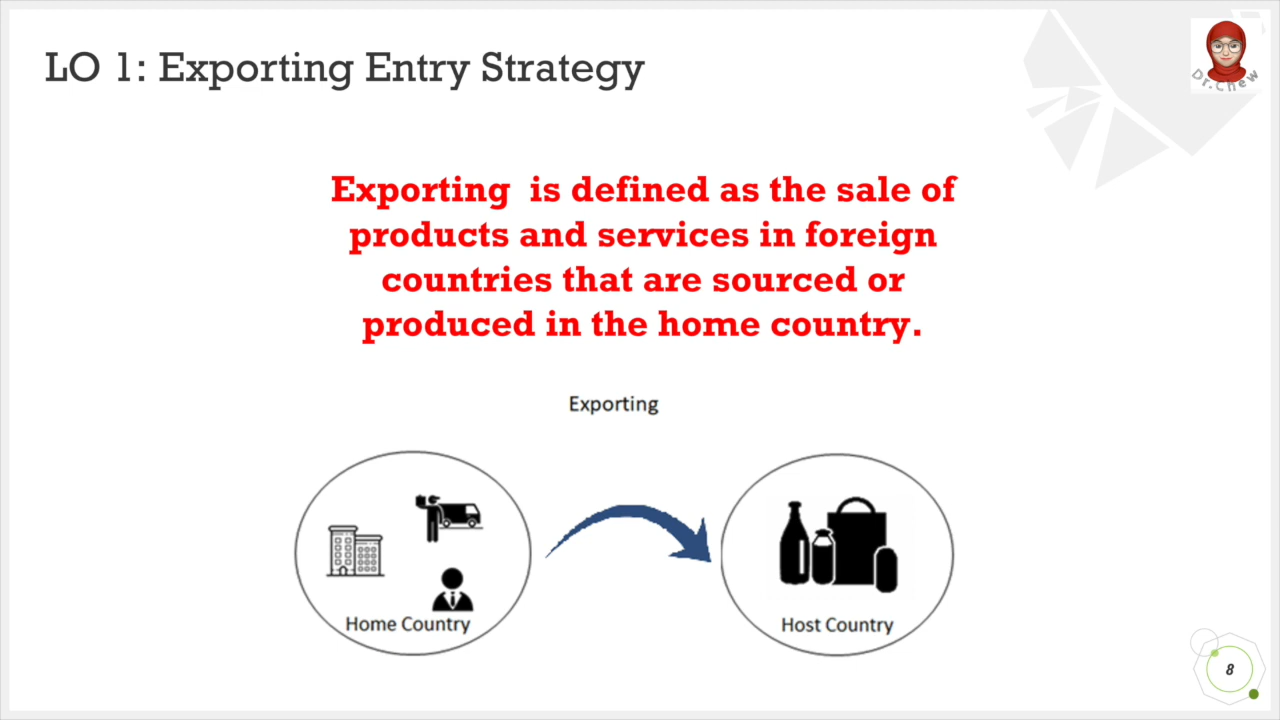 LO 1: Exporting Entry Strategy
Dr.Chew
Exporting is defined as the sale of
products and services in foreign
countries that are sourced or
produced in the home country.
Exporting
Home Country
Host Country
8